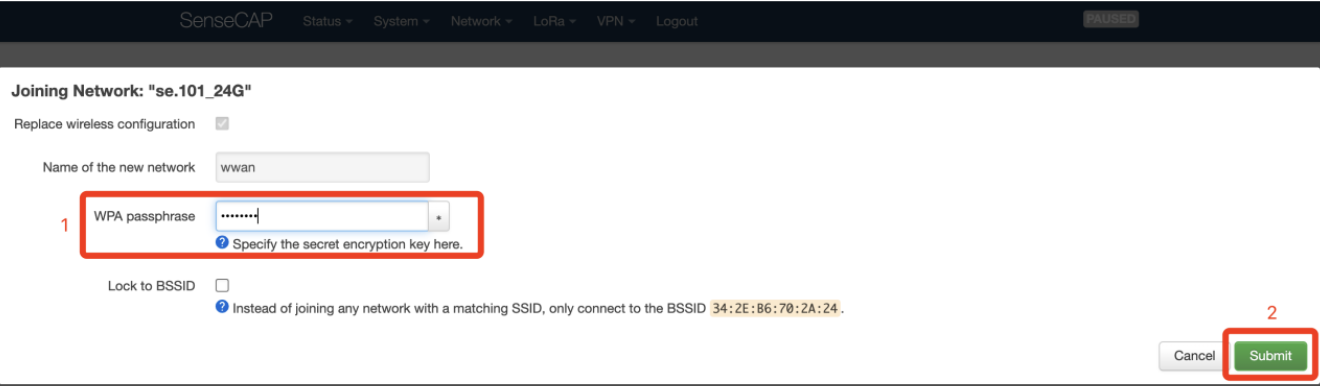 SenseCAP Status System Network LoRa VPN Logout PAUSED
Joining Network: "se.101_24G"
Replace wireless configuration
Name of the new network wwan
1 WPA passphrase •••••••• *
Specify the secret encryption key here.
Lock to BSSID
Instead of joining any network with a matching SSID, only connect to the BSSID 34:2E:B6:70:2A:24.
2
Cancel Submit